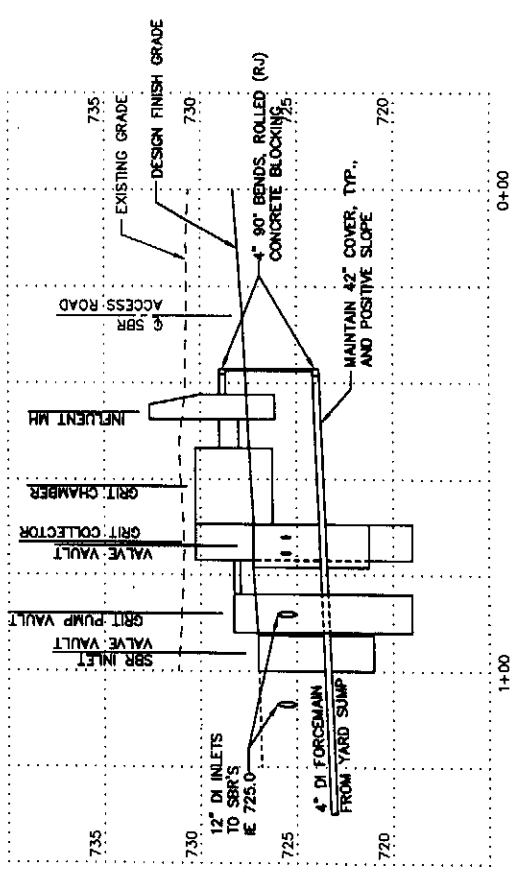 735
730
725
720
735
730
725
720
EXISTING GRADE
DESIGN FINISH GRADE
4" 90° BENDS, ROLLED (RJ)
CONCRETE BLOCKING
MAINTAIN 42" COVER, TYP.,
AND POSITIVE SLOPE
℄ SBR
ACCESS ROAD
INFLUENT MH
GRIT CHAMBER
GRIT COLLECTOR
VALVE VAULT
GRIT PUMP VAULT
SBR INLET
VALVE VAULT
12" DI INLETS
TO SBR'S
IE 725.0
4" DI FORCEMAIN
FROM YARD SUMP
0+00
1+00